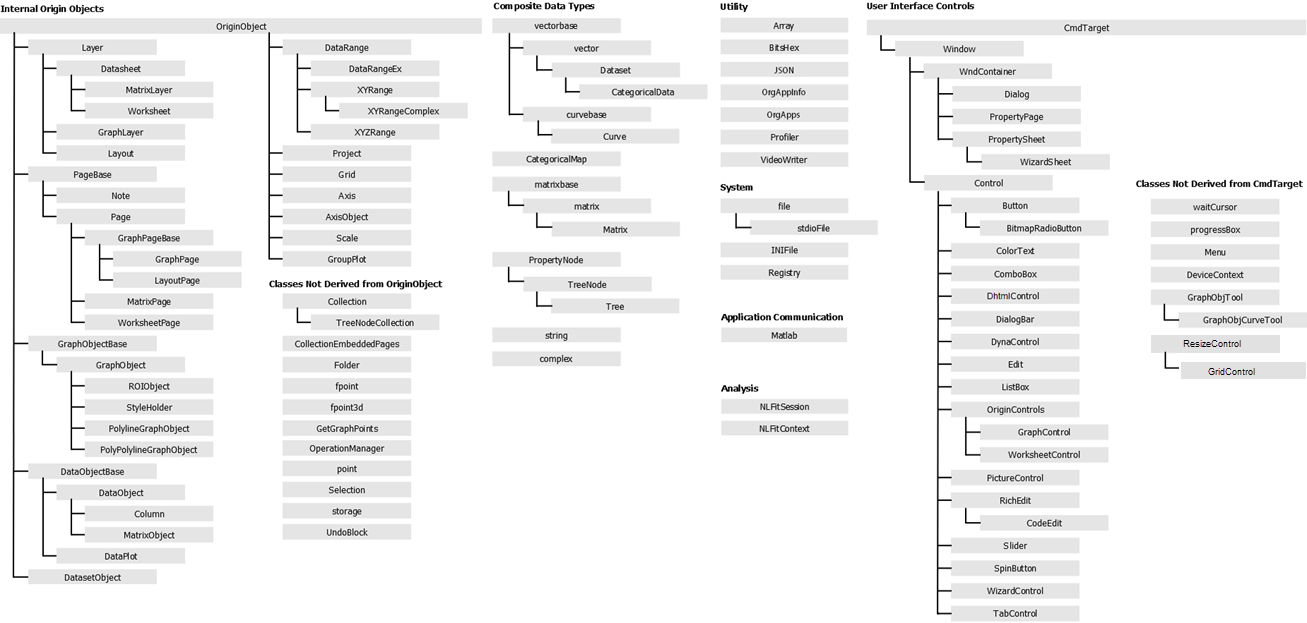 Internal Origin Objects
OriginObject
Layer
Datasheet
MatrixLayer
Worksheet
GraphLayer
Layout
PageBase
Note
Page
GraphPageBase
GraphPage
LayoutPage
MatrixPage
WorksheetPage
GraphObjectBase
GraphObject
ROIObject
StyleHolder
PolylineGraphObject
PolyPolylineGraphObject
DataObjectBase
DataObject
Column
MatrixObject
DataPlot
DatasetObject
DataRange
DataRangeEx
XYRange
XYRangeComplex
XYZRange
Project
Grid
Axis
AxisObject
Scale
GroupPlot
Classes Not Derived from OriginObject
Collection
TreeNodeCollection
CollectionEmbeddedPages
Folder
fpoint
fpoint3d
GetGraphPoints
OperationManager
point
Selection
storage
UndoBlock
Composite Data Types
vectorbase
vector
Dataset
CategoricalData
curvebase
Curve
CategoricalMap
matrixbase
matrix
Matrix
PropertyNode
TreeNode
Tree
string
complex
Utility
Array
BitsHex
JSON
OrgAppInfo
OrgApps
Profiler
VideoWriter
System
file
stdioFile
INIFile
Registry
Application Communication
Matlab
Analysis
NLFitSession
NLFitContext
User Interface Controls
CmdTarget
Window
WndContainer
Dialog
PropertyPage
PropertySheet
WizardSheet
Control
Button
BitmapRadioButton
ColorText
ComboBox
DhtmlControl
DialogBar
DynaControl
Edit
ListBox
OriginControls
GraphControl
WorksheetControl
PictureControl
RichEdit
CodeEdit
Slider
SpinButton
WizardControl
TabControl
Classes Not Derived from CmdTarget
waitCursor
progressBox
Menu
DeviceContext
GraphObjTool
GraphObjCurveTool
ResizeControl
GridControl